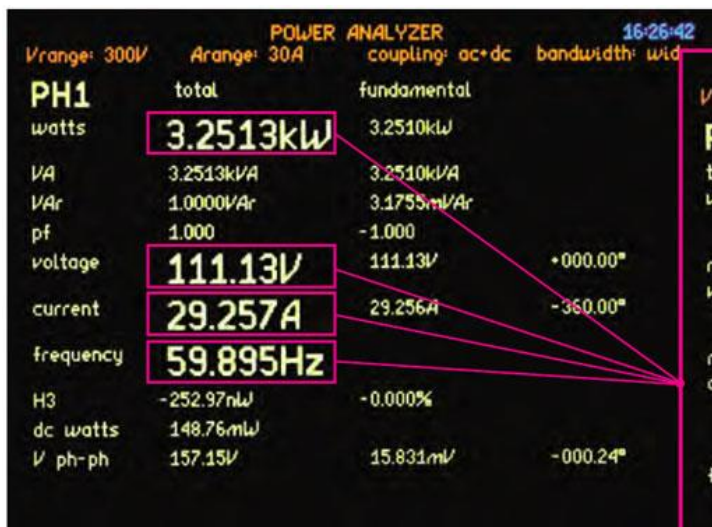 POWER ANALYZER 16:26:42
Vrange: 300V Arange: 30A coupling: ac+dc bandwidth: wid
PH1 total fundamental
watts 3.2513kW 3.2510kW
VA 3.2513kVA 3.2510kVA
VAr 1.0000VAr 3.1755mVAr
pf 1.000 -1.000
voltage 111.13V 111.13V +000.00°
current 29.257A 29.256A -360.00°
frequency 59.895Hz
H3 -252.97nW -0.000%
dc watts 148.76mW
V ph-ph 157.15V 15.831mV -000.24°